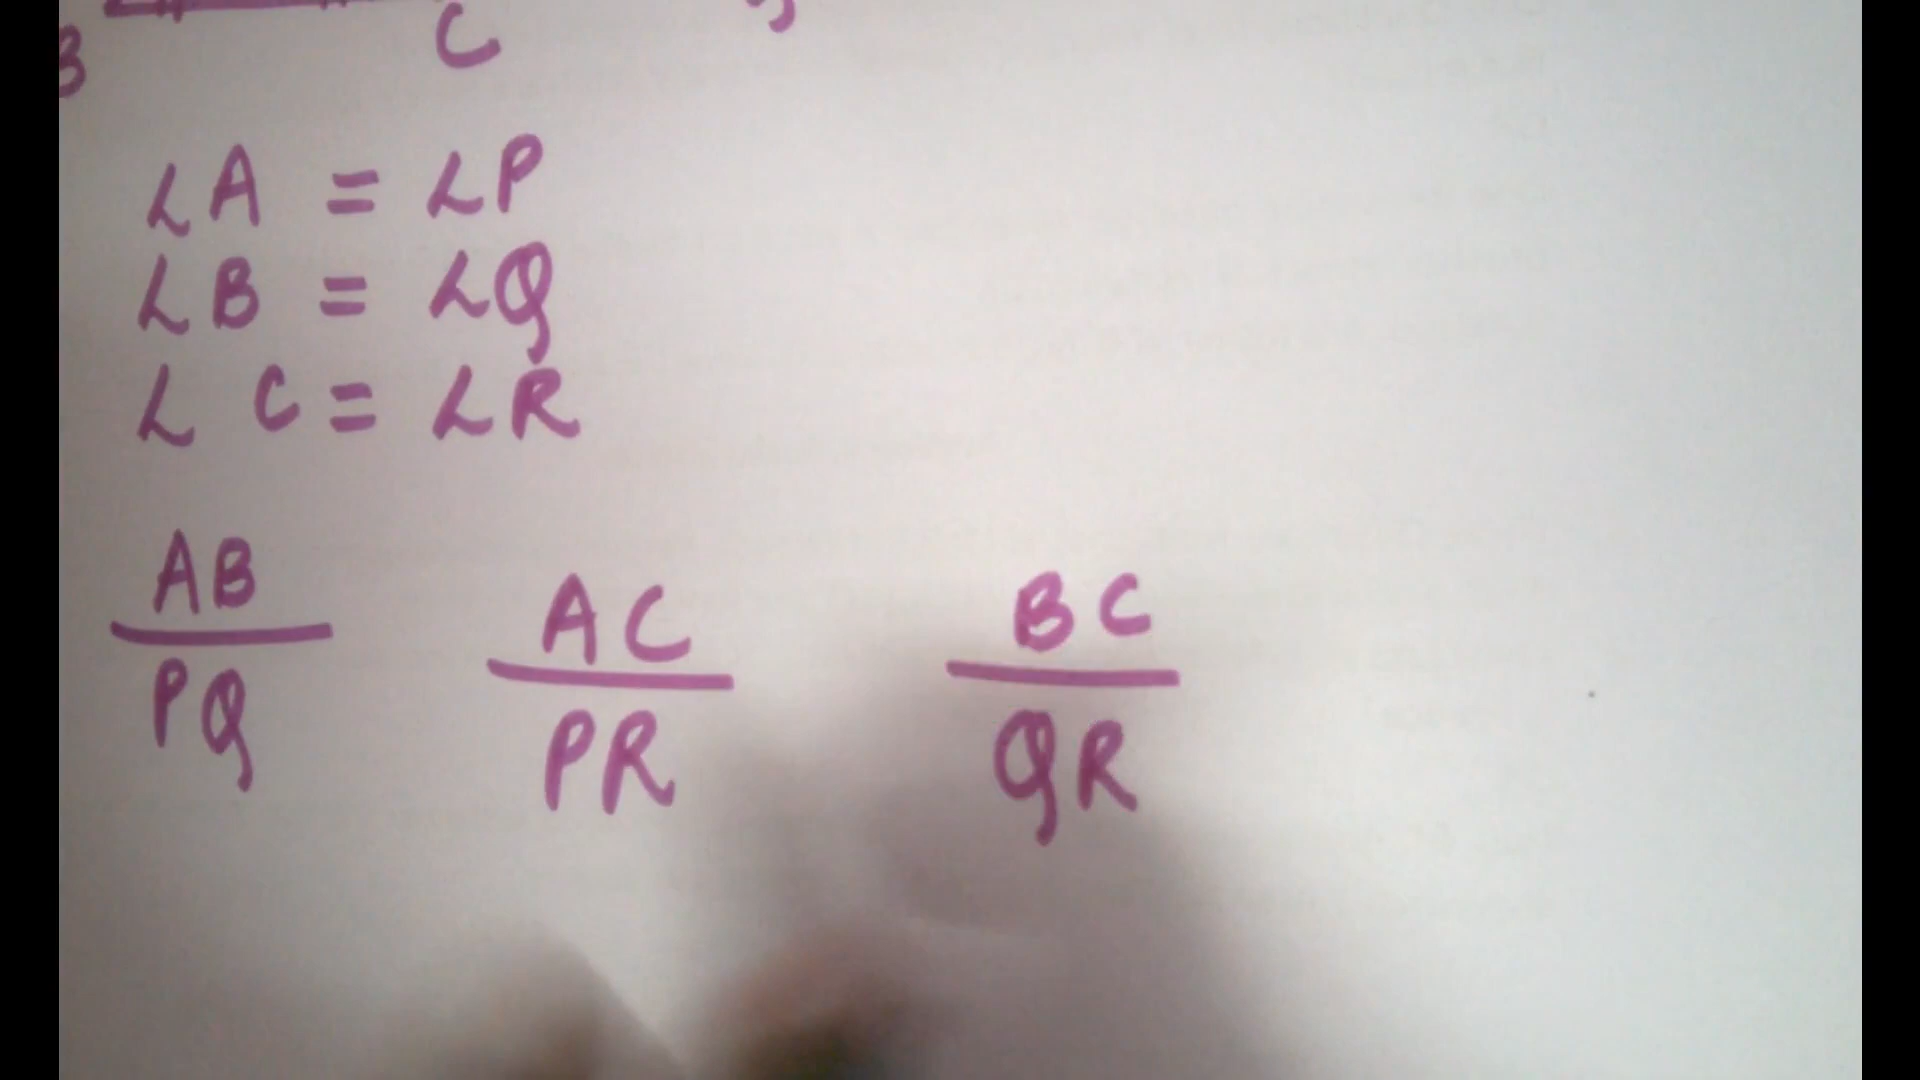 B C
∠A = ∠P
∠B = ∠Q
∠C = ∠R
AB AC BC
PQ PR QR